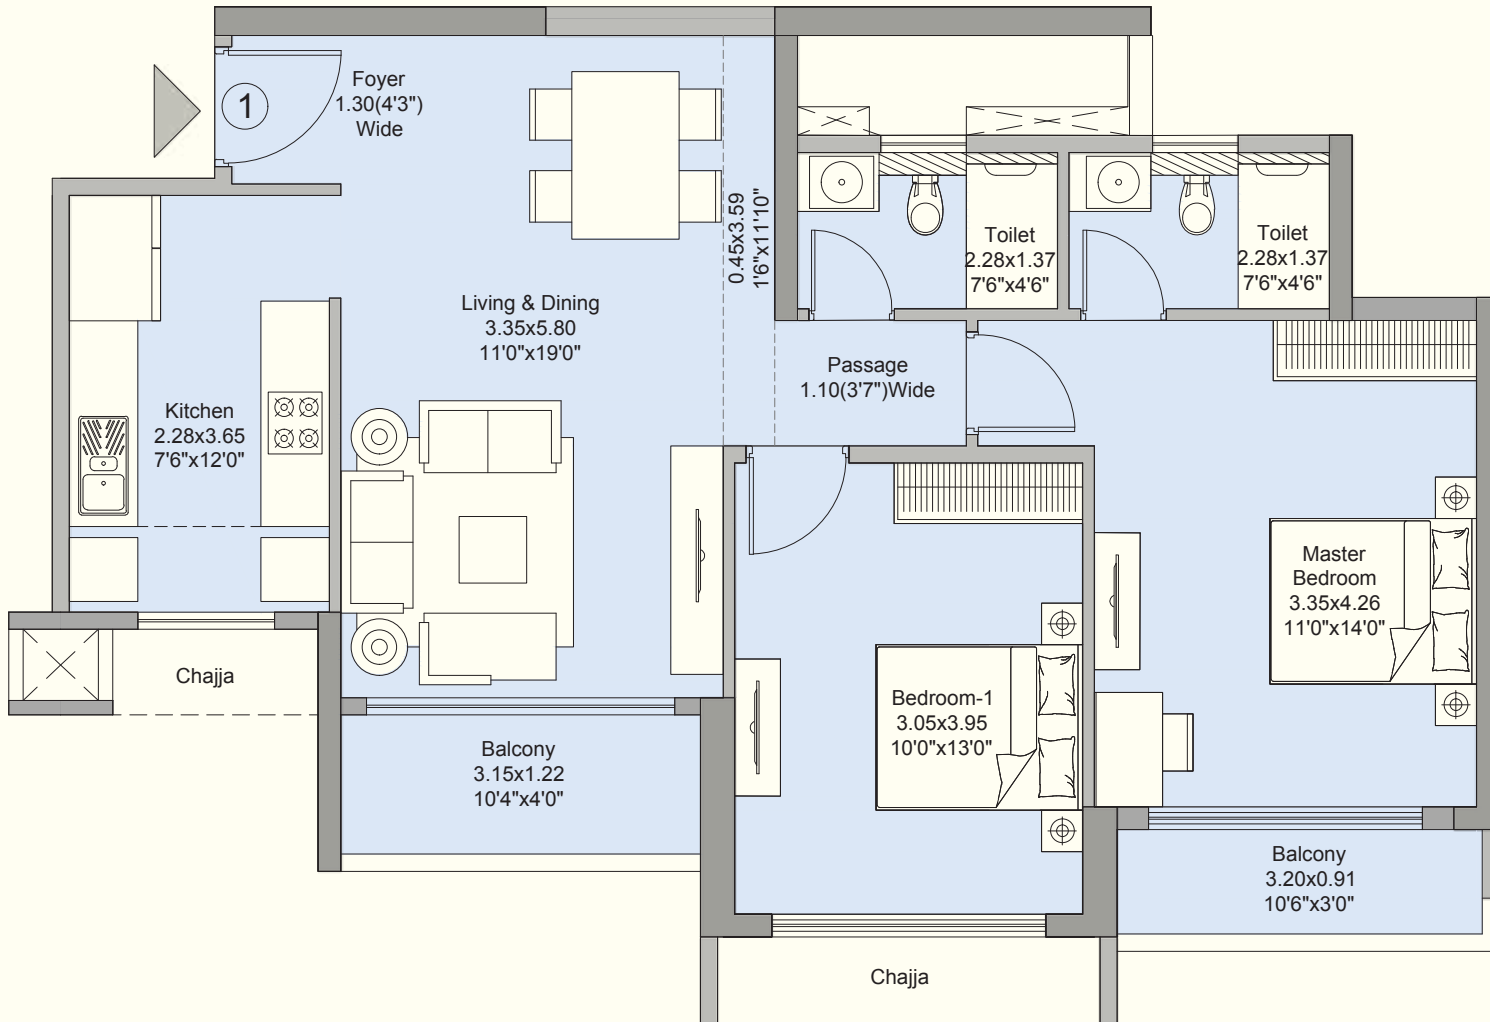 1
Foyer
1.30(4'3")
Wide
0.45x3.59
1'6"x11'10"
Toilet
2.28x1.37
7'6"x4'6"
Toilet
2.28x1.37
7'6"x4'6"
Living & Dining
3.35x5.80
11'0"x19'0"
Passage
1.10(3'7")Wide
Kitchen
2.28x3.65
7'6"x12'0"
Master
Bedroom
3.35x4.26
11'0"x14'0"
Chajja
Bedroom-1
3.05x3.95
10'0"x13'0"
Balcony
3.15x1.22
10'4"x4'0"
Balcony
3.20x0.91
10'6"x3'0"
Chajja